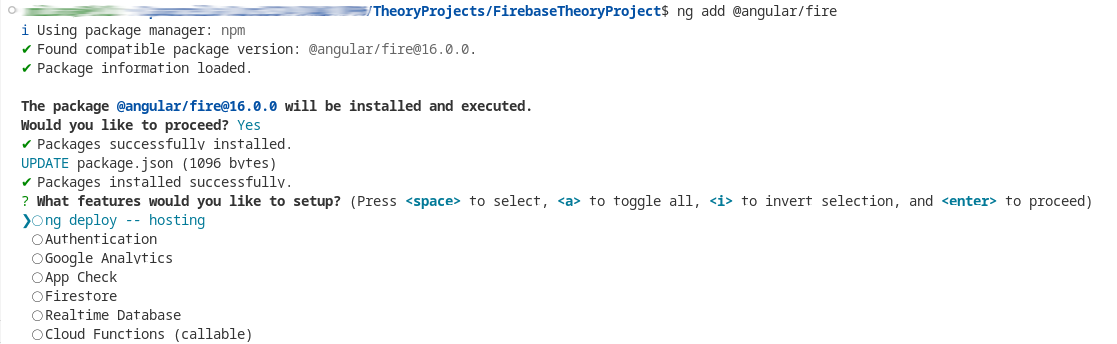 /TheoryProjects/FirebaseTheoryProject$ ng add @angular/fire
i Using package manager: npm
✔ Found compatible package version: @angular/fire@16.0.0.
✔ Package information loaded.
The package @angular/fire@16.0.0 will be installed and executed.
Would you like to proceed? Yes
✔ Packages successfully installed.
UPDATE package.json (1096 bytes)
✔ Packages installed successfully.
? What features would you like to setup? (Press <space> to select, <a> to toggle all, <i> to invert selection, and <enter> to proceed)
❯◯ng deploy -- hosting
◯Authentication
◯Google Analytics
◯App Check
◯Firestore
◯Realtime Database
◯Cloud Functions (callable)